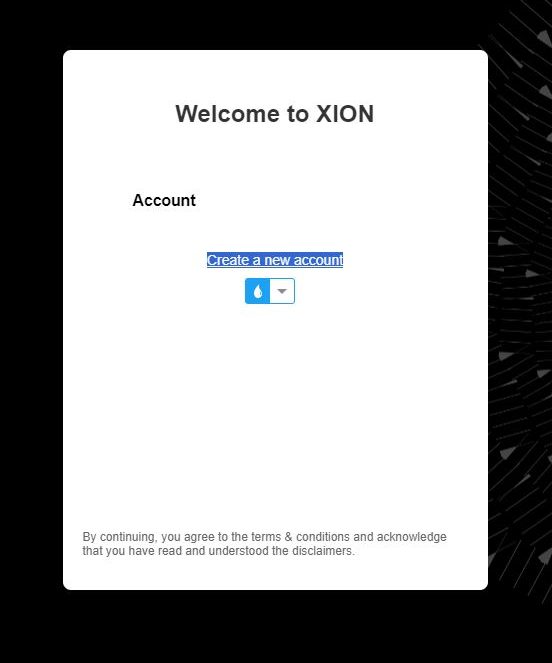 Welcome to XION
Account
Create a new account
By continuing, you agree to the terms & conditions and acknowledge
that you have read and understood the disclaimers.